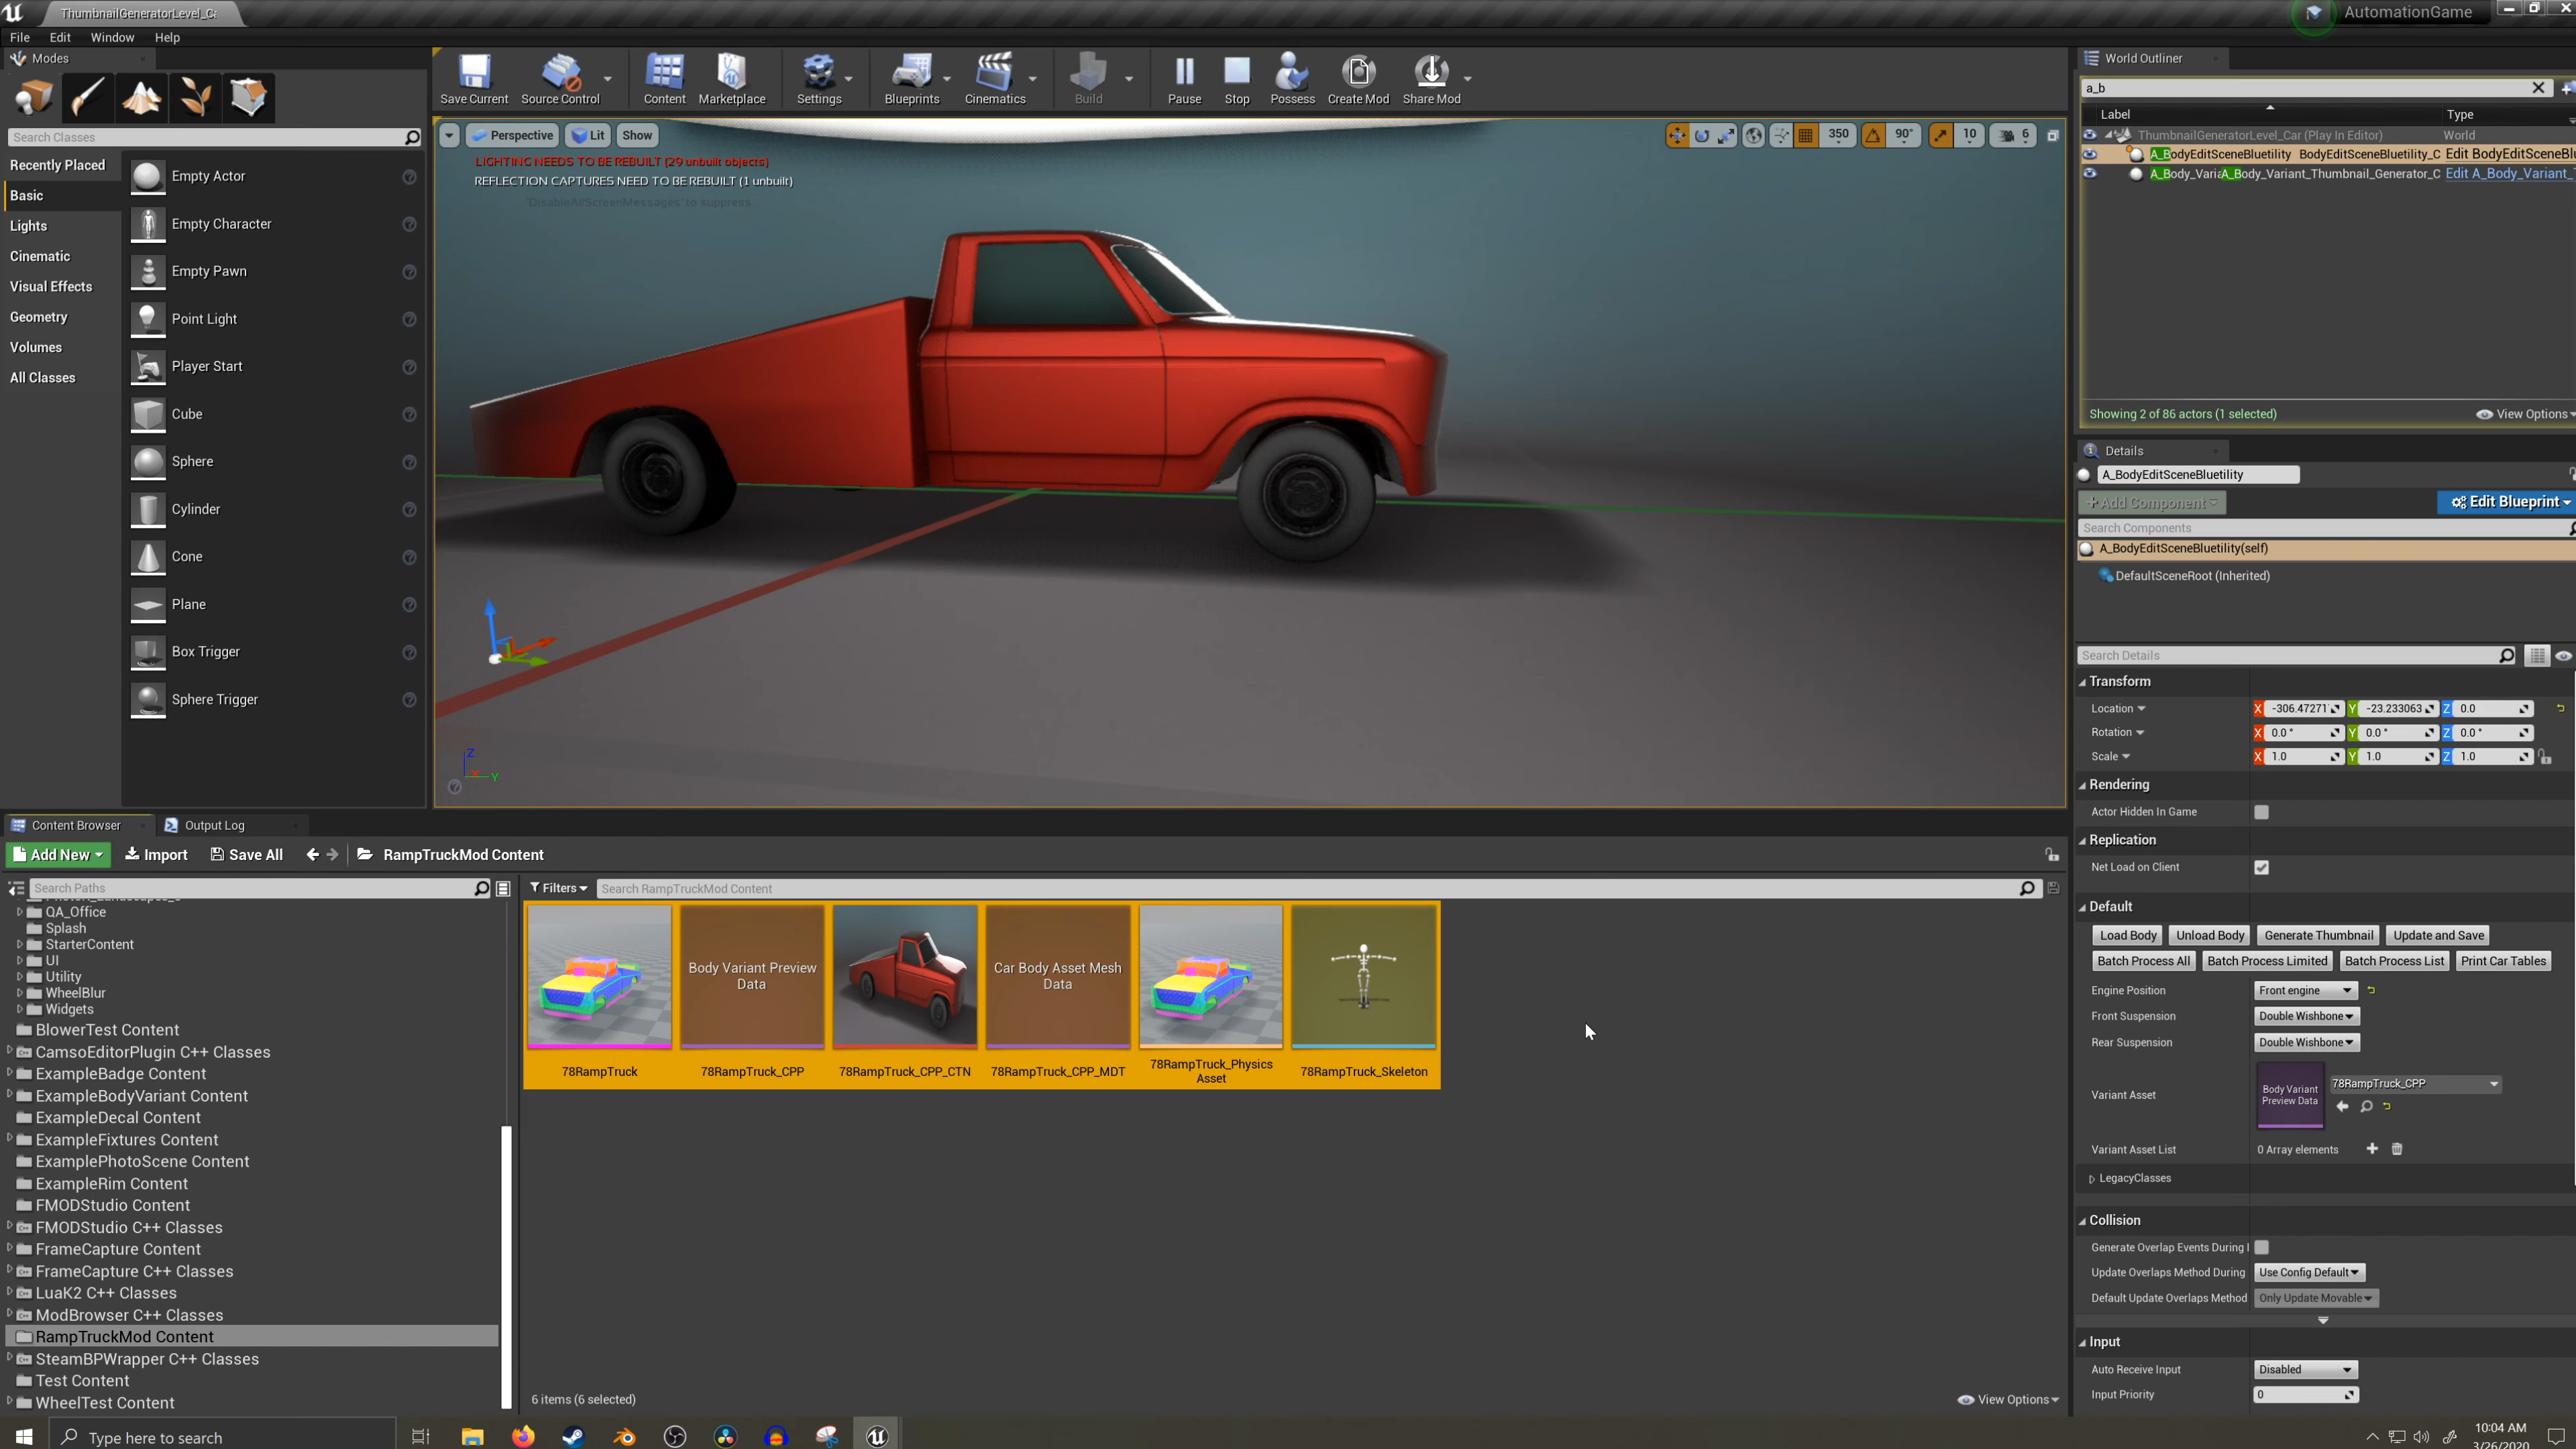 ThumbnailGeneratorLevel_C
AutomationGame
File Edit Window Help
Modes
Search Classes
Recently Placed
Basic
Lights
Cinematic
Visual Effects
Geometry
Volumes
All Classes
Empty Actor
Empty Character
Empty Pawn
Point Light
Player Start
Cube
Sphere
Cylinder
Cone
Plane
Box Trigger
Sphere Trigger
Save Current
Source Control
Content
Marketplace
Settings
Blueprints
Cinematics
Build
Pause
Stop
Possess
Create Mod
Share Mod
Perspective Lit Show
350 90° 10 6
LIGHTING NEEDS TO BE REBUILT (29 unbuilt objects)
REFLECTION CAPTURES NEED TO BE REBUILT (1 unbuilt)
'DisableAllScreenMessages' to suppress
Z
X
Y
World Outliner
a_b
Label Type
ThumbnailGeneratorLevel_Car (Play In Editor) World
A_BodyEditSceneBluetility BodyEditSceneBluetility_C Edit BodyEditSceneBlu
A_Body_Varia A_Body_Variant_Thumbnail_Generator_C Edit A_Body_Variant_T
Showing 2 of 86 actors (1 selected)
View Options
Details
A_BodyEditSceneBluetility
+ Add Component
Edit Blueprint
Search Components
A_BodyEditSceneBluetility(self)
DefaultSceneRoot (Inherited)
Search Details
Transform
Location X -306.47271 Y -23.233063 Z 0.0
Rotation X 0.0 ° Y 0.0 ° Z 0.0 °
Scale X 1.0 Y 1.0 Z 1.0
Rendering
Actor Hidden In Game
Replication
Net Load on Client
Default
Load Body Unload Body Generate Thumbnail Update and Save
Batch Process All Batch Process Limited Batch Process List Print Car Tables
Engine Position Front engine
Front Suspension Double Wishbone
Rear Suspension Double Wishbone
Variant Asset
Body Variant Preview Data
78RampTruck_CPP
Variant Asset List 0 Array elements
LegacyClasses
Collision
Generate Overlap Events During
Update Overlaps Method During Use Config Default
Default Update Overlaps Method Only Update Movable
Input
Auto Receive Input Disabled
Input Priority 0
Content Browser Output Log
Add New Import Save All RampTruckMod Content
Search Paths
Filters Search RampTruckMod Content
QA_Office
Splash
StarterContent
UI
Utility
WheelBlur
Widgets
BlowerTest Content
CamsoEditorPlugin C++ Classes
ExampleBadge Content
ExampleBodyVariant Content
ExampleDecal Content
ExampleFixtures Content
ExamplePhotoScene Content
ExampleRim Content
FMODStudio Content
FMODStudio C++ Classes
FrameCapture Content
FrameCapture C++ Classes
LuaK2 C++ Classes
ModBrowser C++ Classes
RampTruckMod Content
SteamBPWrapper C++ Classes
Test Content
WheelTest Content
Body Variant Preview Data
Car Body Asset Mesh Data
78RampTruck
78RampTruck_CPP
78RampTruck_CPP_CTN
78RampTruck_CPP_MDT
78RampTruck_Physics
Asset
78RampTruck_Skeleton
6 items (6 selected)
View Options
Type here to search
10:04 AM
3/26/2020